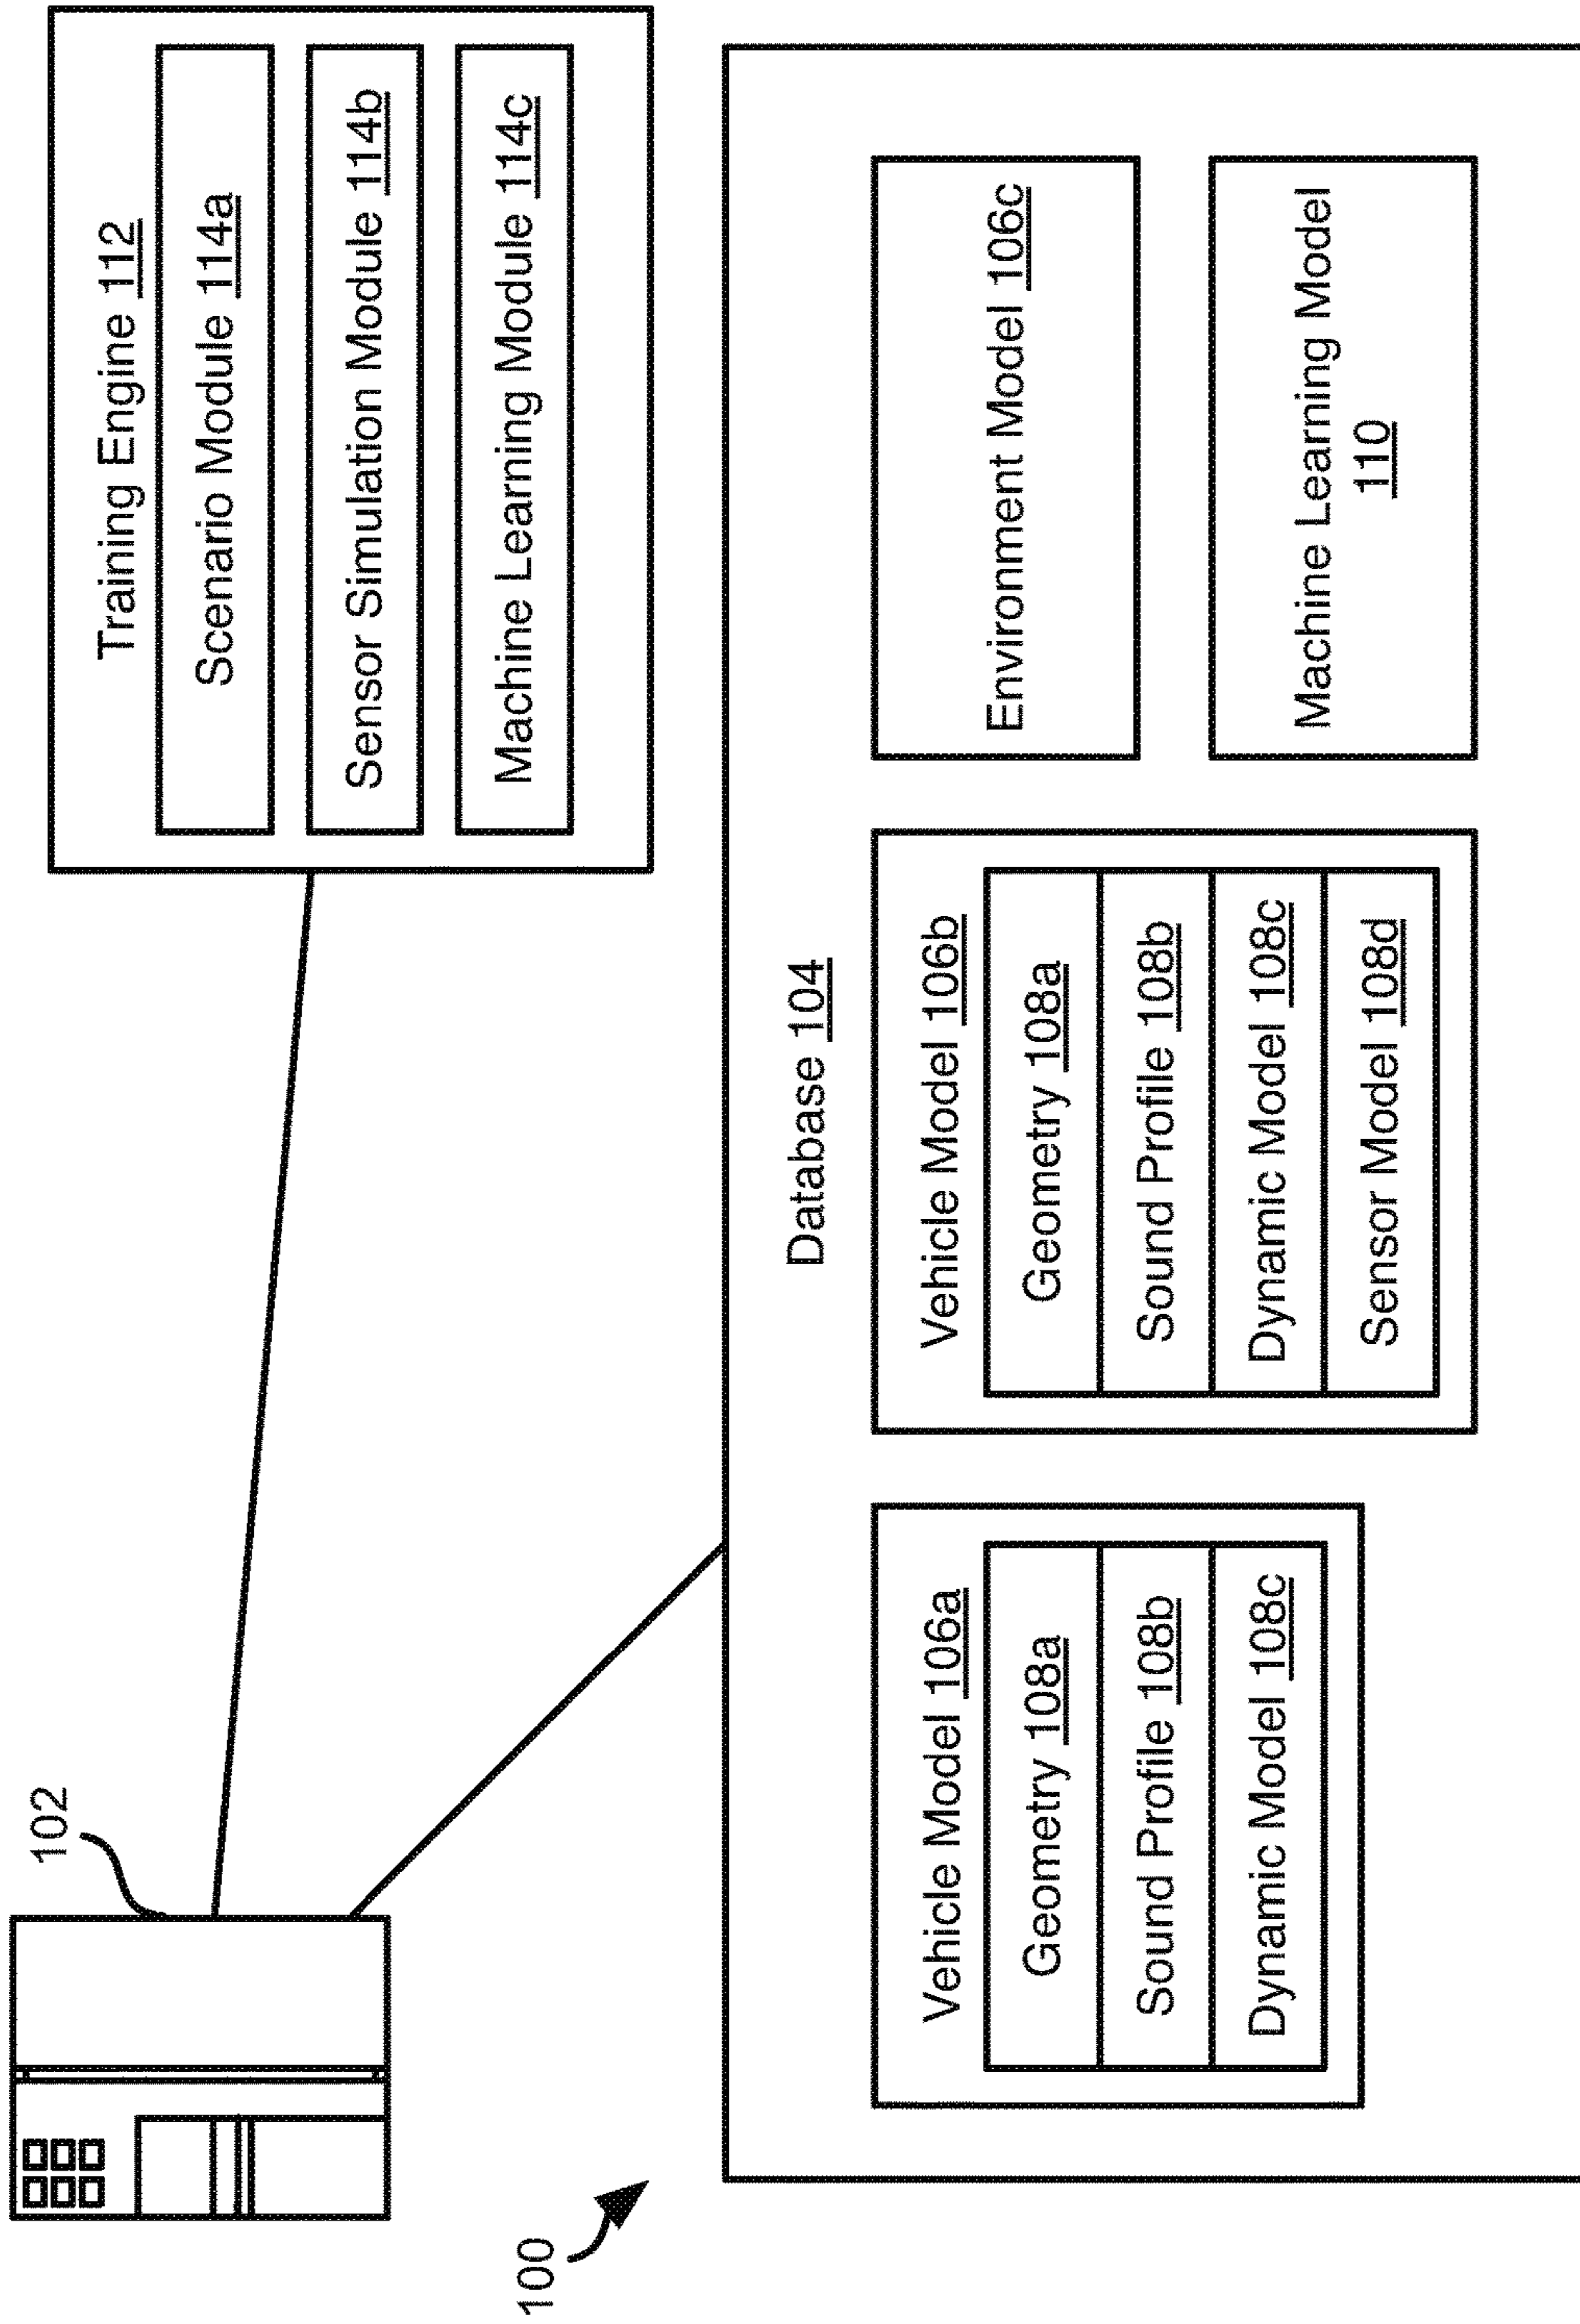 100
102
Training Engine 112
Scenario Module 114a
Sensor Simulation Module 114b
Machine Learning Module 114c
Database 104
Vehicle Model 106a
Geometry 108a
Sound Profile 108b
Dynamic Model 108c
Vehicle Model 106b
Geometry 108a
Sound Profile 108b
Dynamic Model 108c
Sensor Model 108d
Environment Model 106c
Machine Learning Model
110